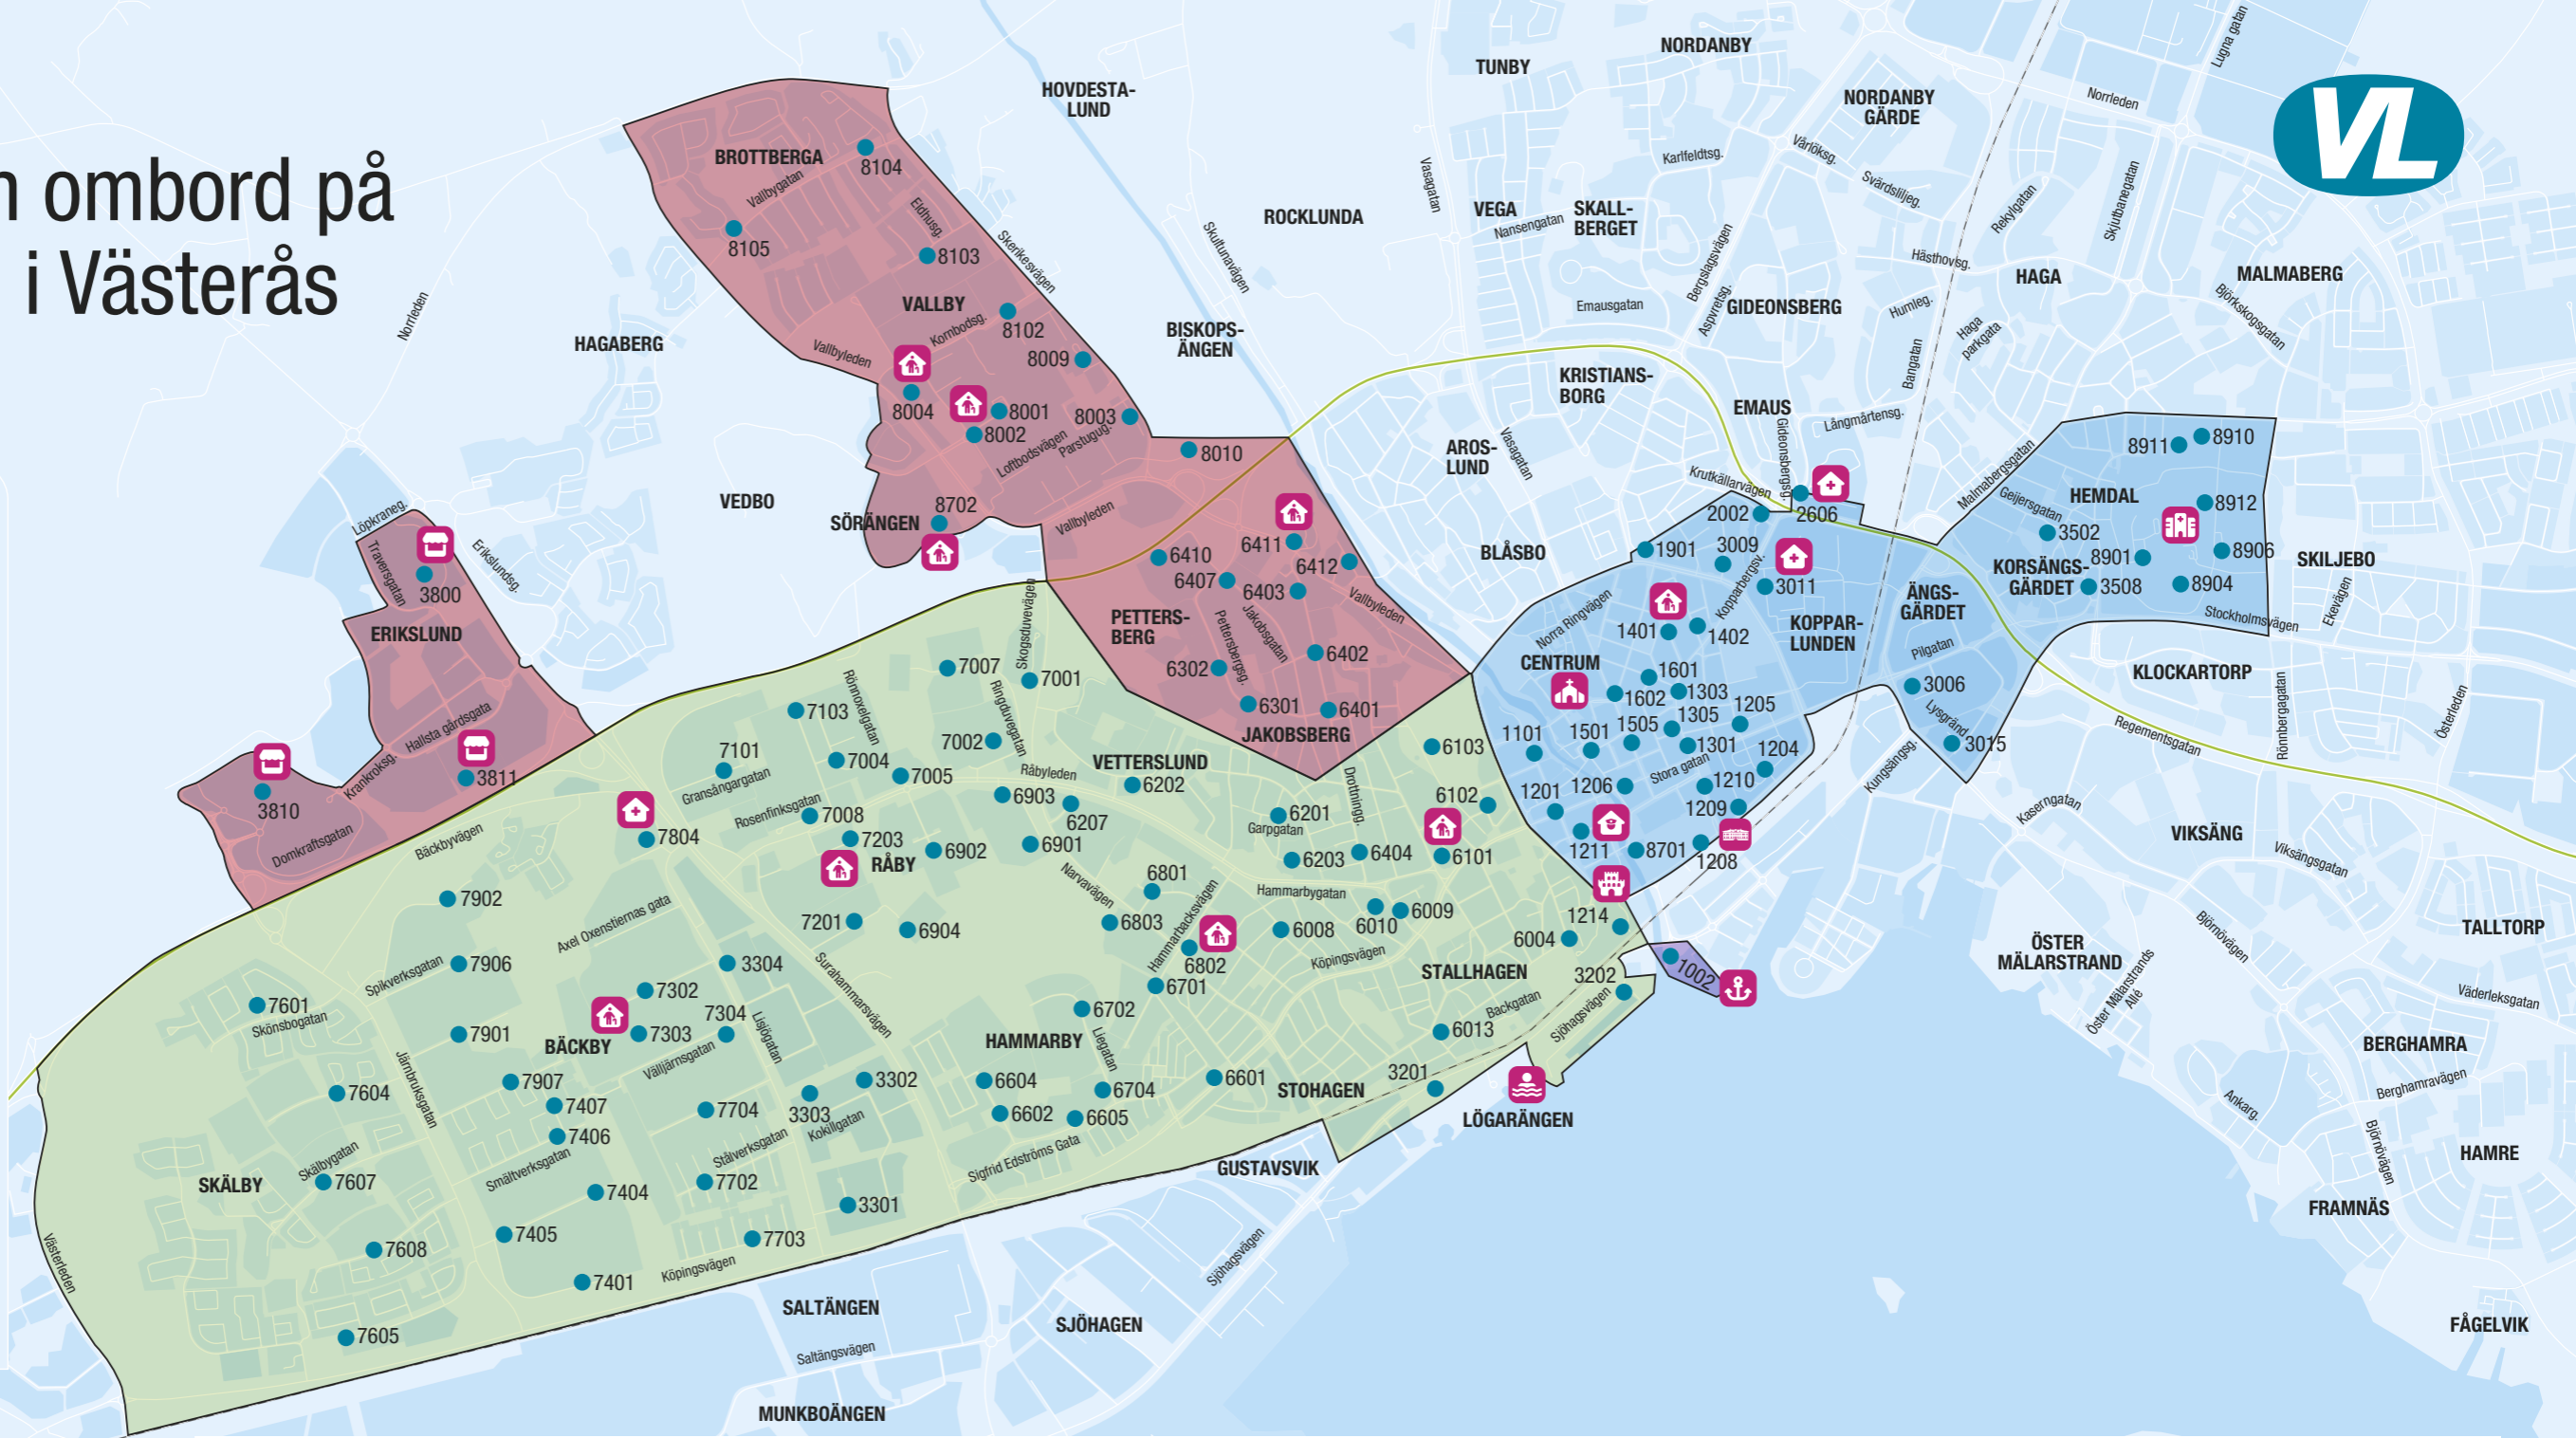 n ombord på
i Västerås
VL
NORDANBY
TUNBY
HOVDESTA-
LUND
NORDANBY
GÄRDE
Lugna gatan
Norrleden
BROTTBERGA
8104
Vallbygatan
8105
Eldhusg.
8103
Skerikesvägen
Skultunavägen
ROCKLUNDA
Vasagatan
VEGA
Nansengatan
SKALL-
BERGET
Karlfeldtsg.
Vårlöksg.
Svärdsliljeg.
Rekylgatan
Skjutbanegatan
Bergslagsvägen
Hästhovsg.
HAGA
MALMABERG
Björkskogsgatan
Norrleden
HAGABERG
VALLBY
Kornbodsg.
8102
Vallbyleden
8009
BISKOPS-
ÄNGEN
Emausgatan
Aspvretsg.
GIDEONSBERG
Humleg.
Haga
parkgata
Bangatan
8004
8001
8002
8003
Loftbodsvägen
Parstugug.
8010
KRISTIANS-
BORG
EMAUS
Långmårtensg.
Gideonsbergsg.
AROS-
LUND
Vasagatan
Krutkällarvägen
Malmabergsgatan
8911
8910
HEMDAL
Geijersgatan
8912
3502
8901
8906
KORSÄNGS-
GÄRDET
3508
8904
SKILJEBO
Stockholmsvägen
Ekevägen
VEDBO
SÖRÄNGEN
8702
Vallbyleden
Löpkraneg.
Traversgatan
Erikslundsg.
3800
ERIKSLUND
Hallsta gårdsgata
Krankroksg.
3811
3810
Domkraftsgatan
Bäckbyvägen
6411
6410
6412
6407
6403
Vallbyleden
PETTERS-
BERG
Pettersbergsg.
Jakobsgatan
6402
6302
6301
6401
JAKOBSBERG
BLÅSBO
2002
2606
1901
3009
3011
Kopparbergsv.
Norra Ringvägen
1401
1402
KOPPAR-
LUNDEN
ÄNGS-
GÄRDET
Pilgatan
3006
Lysgränd
3015
CENTRUM
1601
1602
1303
1205
1305
1505
1501
1101
1301
1204
Stora gatan
1210
1206
1201
1209
1211
8701
1208
Kungsängsg.
KLOCKARTORP
Regementsgatan
Rönnbergagatan
Österleden
Kaserngatan
VIKSÄNG
Viksängsgatan
Skogsduvevägen
7007
7001
Rönnoxelgatan
7103
Ringduvegatan
7002
7101
7004
7005
Gransångargatan
Råbyleden
VETTERSLUND
6202
6903
6207
7008
Rosenfinksgatan
7203
RÅBY
6902
6901
7804
6103
Drottningg.
6102
6201
Garpgatan
6203
6404
6101
Hammarbygatan
6801
Narvavägen
6803
Hammarbacksvägen
6802
6008
6010
6009
Köpingsvägen
1214
6004
7902
Axel Oxenstiernas gata
7201
6904
Spikverksgatan
7906
3304
Surahammarsvägen
7302
7304
7601
Skönsbogatan
7901
BÄCKBY
7303
Välljärnsgatan
Lisjögatan
6701
6702
HAMMARBY
Liegatan
STALLHAGEN
Backgatan
3202
Sjöhagsvägen
6013
1002
ÖSTER
MÄLARSTRAND
Öster Mälarstrands
Allé
Björnövägen
TALLTORP
Väderleksgatan
BERGHAMRA
Berghamravägen
Järnbruksgatan
7604
7907
7407
7406
7704
3303
3302
Kokillgatan
6604
6602
6704
6605
6601
STOHAGEN
3201
LÖGARÄNGEN
Ankarg.
Björnövägen
HAMRE
FRAMNÄS
FÅGELVIK
SKÄLBY
Skälbygatan
7607
Smältverksgatan
Stålverksgatan
7404
7702
3301
Sigfrid Edströms Gata
GUSTAVSVIK
Västerleden
7608
7405
7703
7401
Köpingsvägen
7605
Sjöhagsvägen
SALTÄNGEN
Saltängsvägen
SJÖHAGEN
MUNKBOÄNGEN